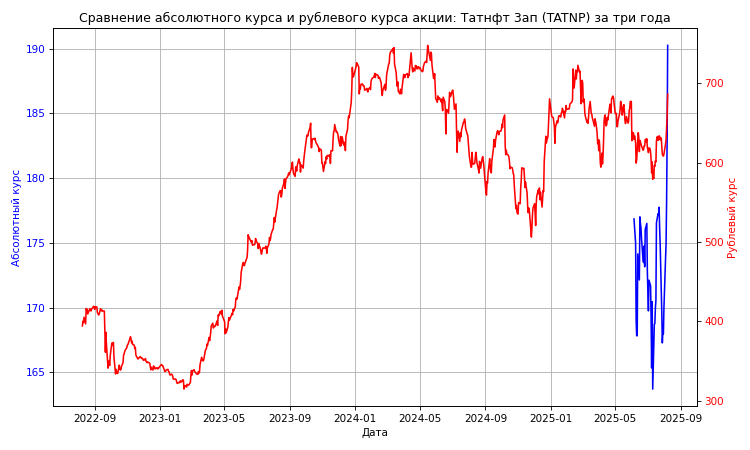 Сравнение абсолютного курса и рублевого курса акции: Татнфт 3ап (TATNP) за три года
190
185
180
175
170
165
Абсолютный курс
700
600
500
400
300
Рублевый курс
2022-09 2023-01 2023-05 2023-09 2024-01 2024-05 2024-09 2025-01 2025-05 2025-09
Дата